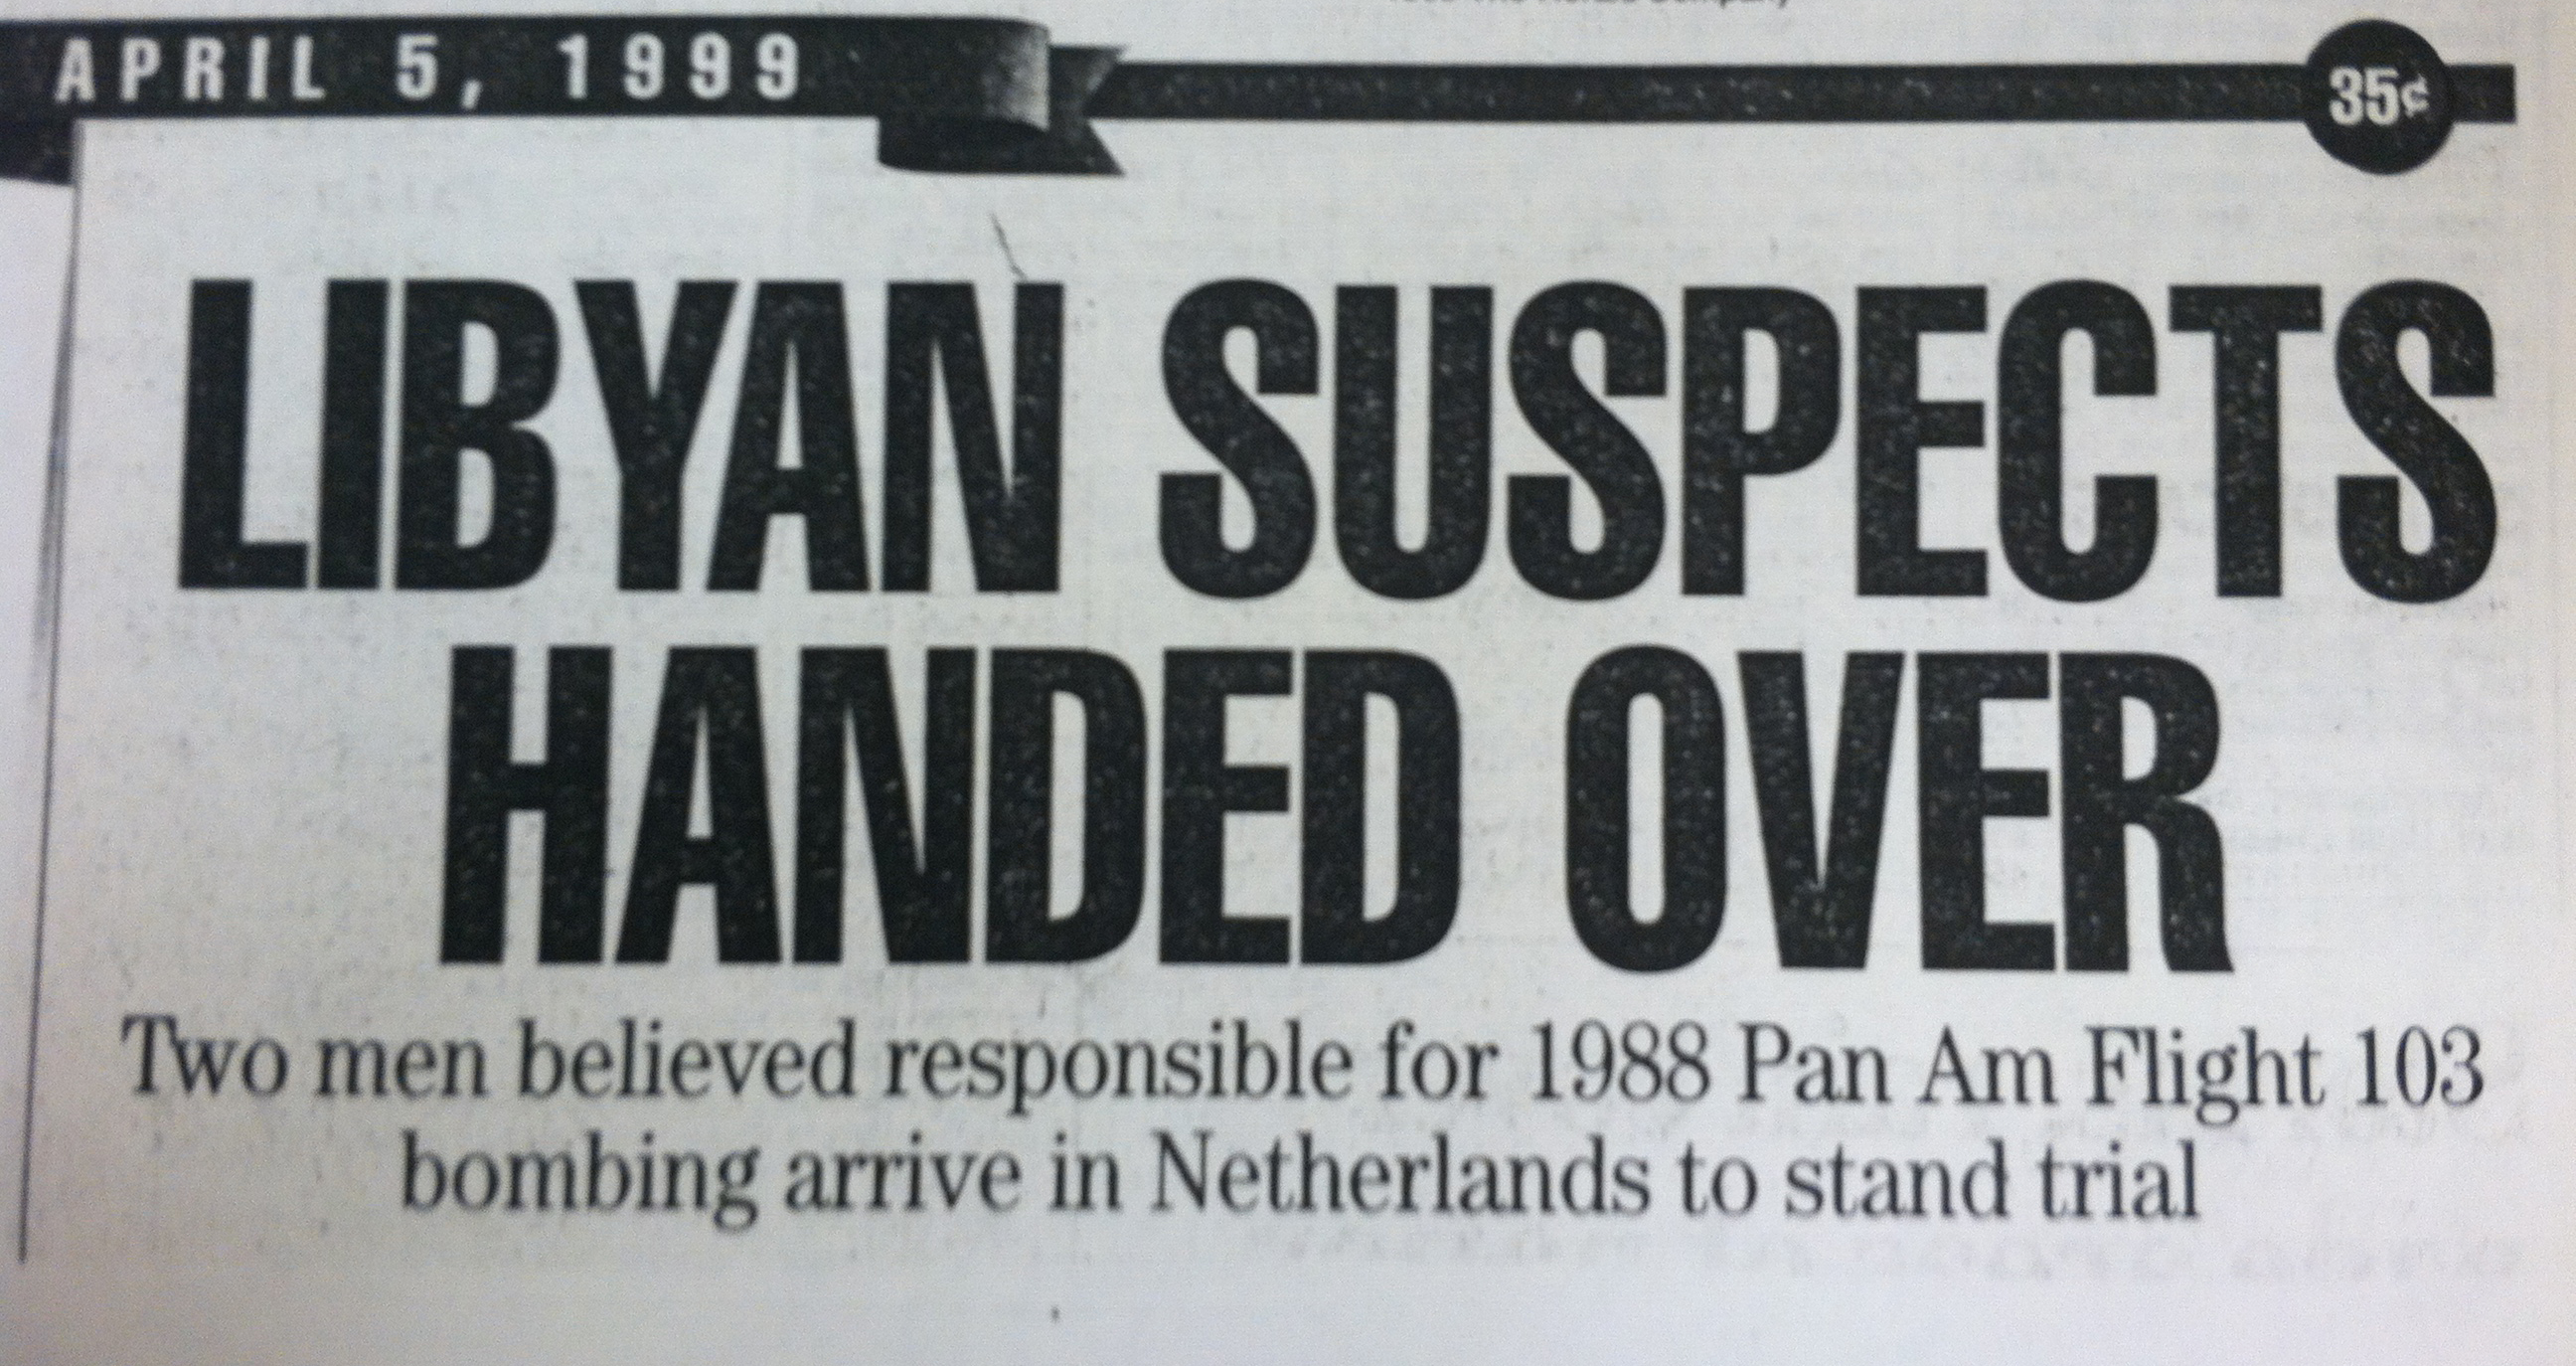 APRIL 5, 1999
35¢
LIBYAN SUSPECTS
HANDED OVER
Two men believed responsible for 1988 Pan Am Flight 103
bombing arrive in Netherlands to stand trial